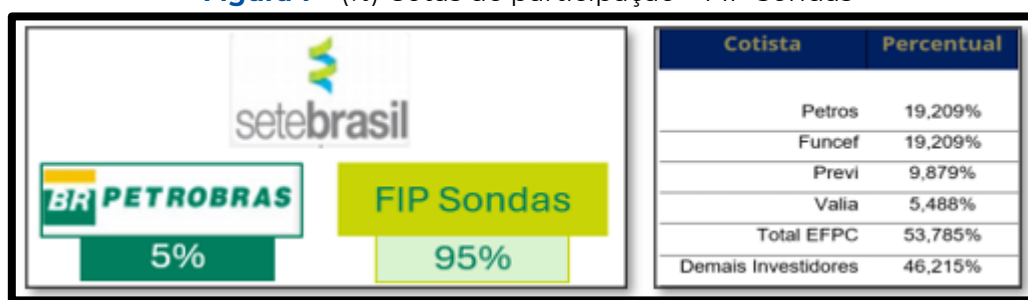 setebrasil
BR PETROBRAS
5%
FIP Sondas
95%
Cotista Percentual
Petros 19,209%
Funcef 19,209%
Previ 9,879%
Valia 5,488%
Total EFPC 53,785%
Demais Investidores 46,215%